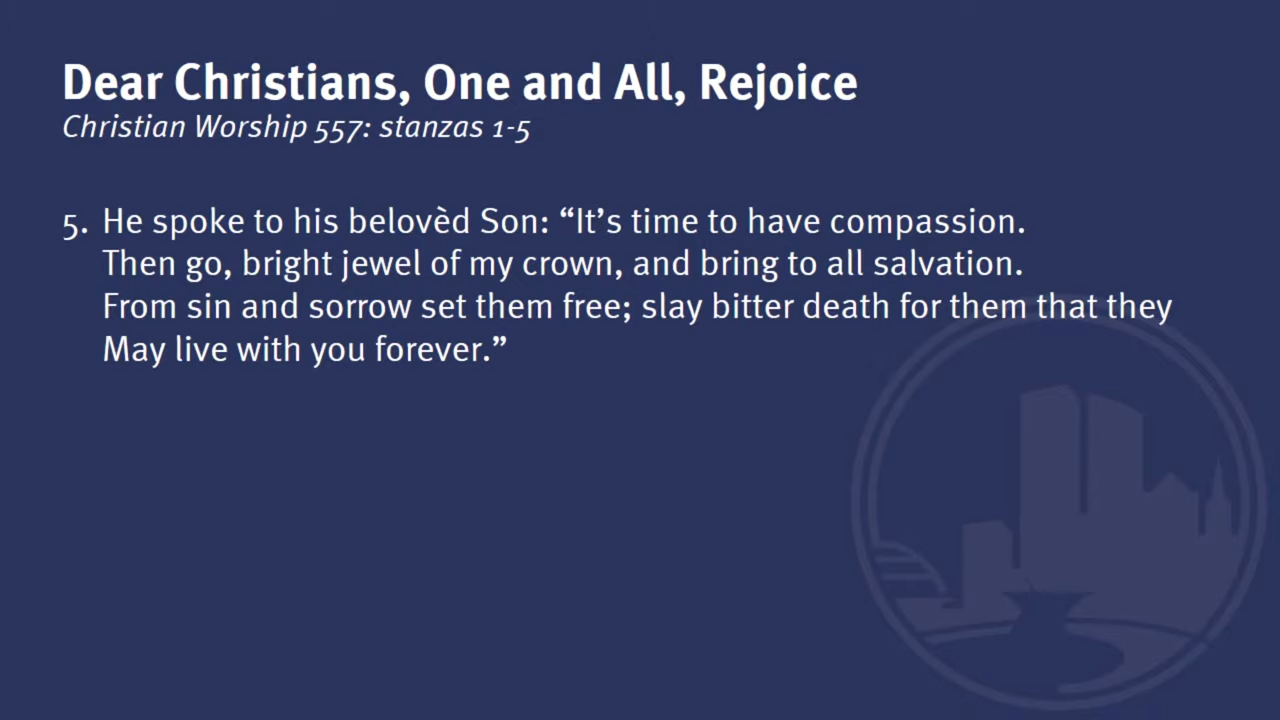 Dear Christians, One and All, Rejoice
Christian Worship 557: stanzas 1-5
5. He spoke to his belovèd Son: “It’s time to have compassion.
Then go, bright jewel of my crown, and bring to all salvation.
From sin and sorrow set them free; slay bitter death for them that they
May live with you forever.”